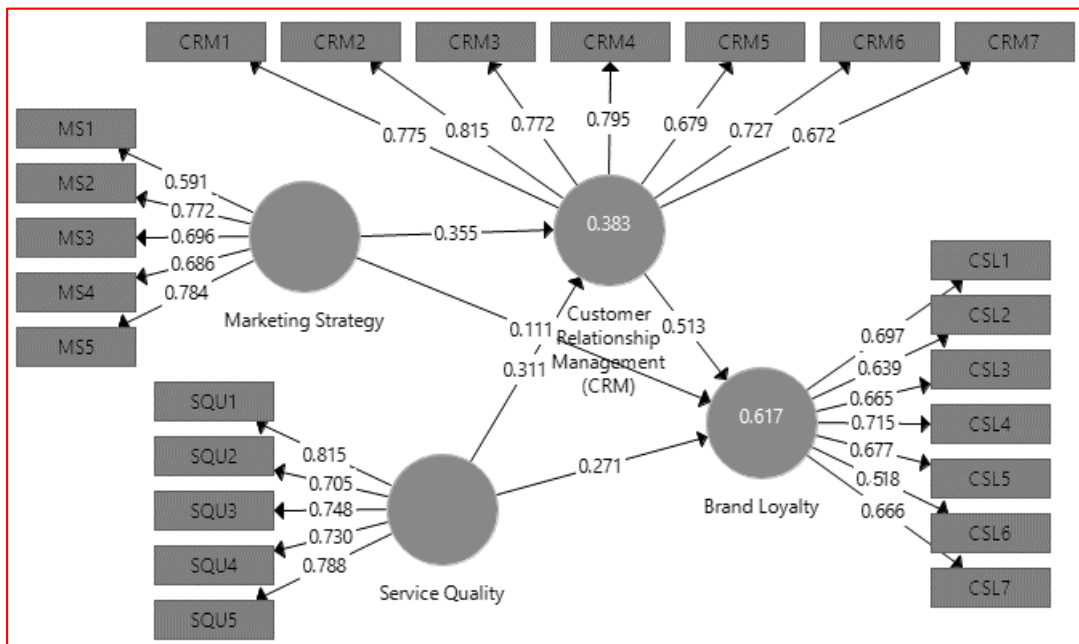 CRM1 CRM2 CRM3 CRM4 CRM5 CRM6 CRM7
0.775 0.815 0.772 0.795 0.679 0.727 0.672
MS1
MS2
MS3
MS4
MS5
0.591
0.772
0.696
0.686
0.784
Marketing Strategy
0.355
0.383
Customer
Relationship
Management
(CRM)
0.111
0.311
0.513
SQU1
SQU2
SQU3
SQU4
SQU5
0.815
0.705
0.748
0.730
0.788
Service Quality
0.271
0.617
Brand Loyalty
0.697
0.639
0.665
0.715
0.677
0.518
0.666
CSL1
CSL2
CSL3
CSL4
CSL5
CSL6
CSL7